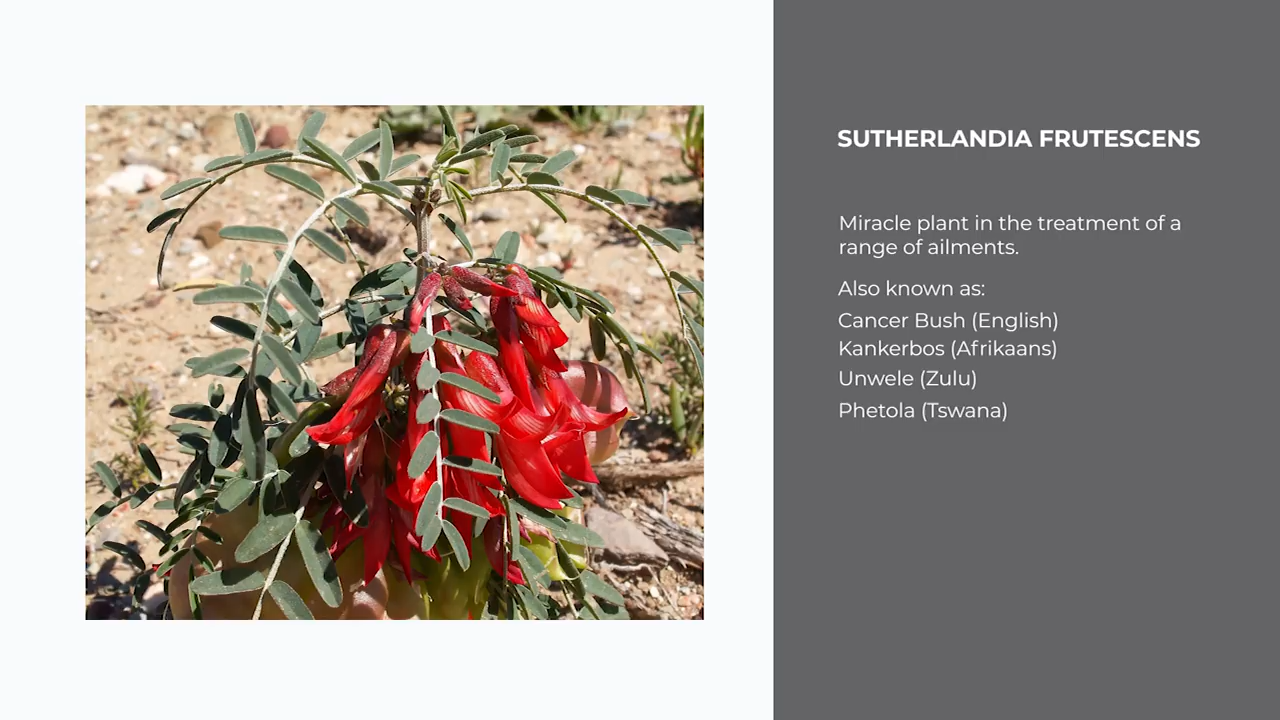 SUTHERLANDIA FRUTESCENS
Miracle plant in the treatment of a
range of ailments.
Also known as:
Cancer Bush (English)
Kankerbos (Afrikaans)
Unwele (Zulu)
Phetola (Tswana)